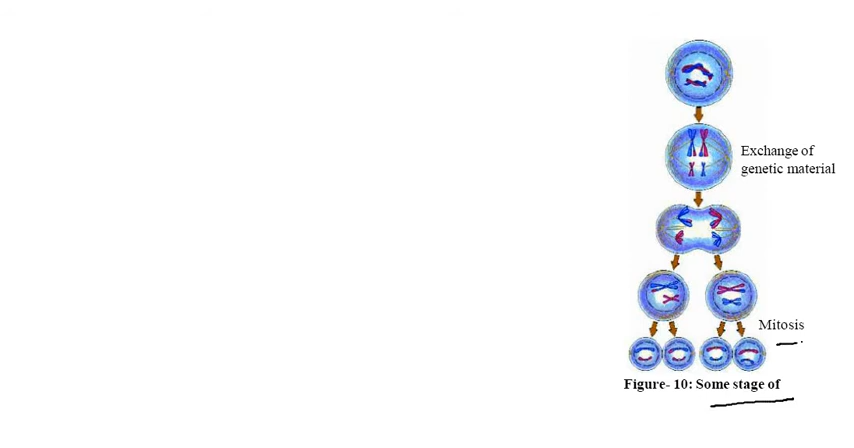 Exchange of
genetic material
Mitosis
Figure- 10: Some stage of